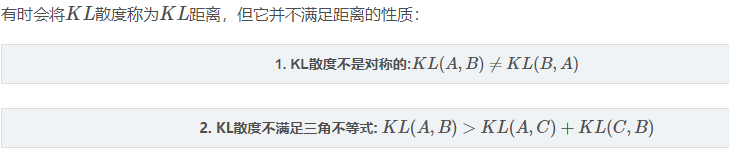 有时会将KL散度称为KL距离，但它并不满足距离的性质：
1. KL散度不是对称的:KL(A, B) ≠ KL(B, A)
2. KL散度不满足三角不等式: KL(A, B) > KL(A, C) + KL(C, B)